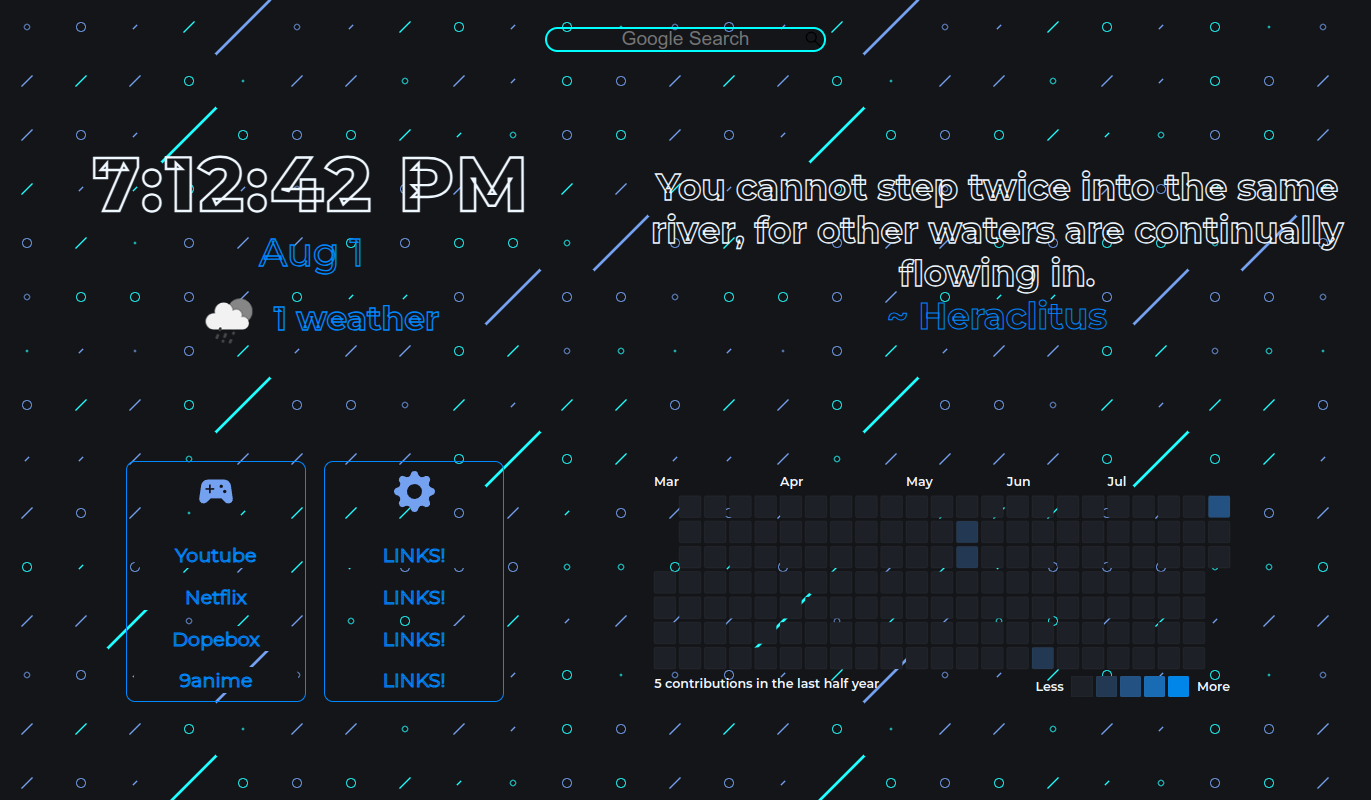 Google Search
7:12:42 PM
Aug 1
1 weather
You cannot step twice into the same
river, for other waters are continually
flowing in.
~ Heraclitus
Youtube
Netflix
Dopebox
9anime
LINKS!
LINKS!
LINKS!
LINKS!
Mar Apr May Jun Jul
5 contributions in the last half year
Less More